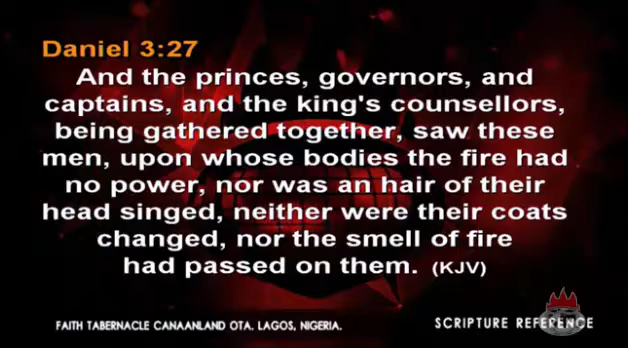 Daniel 3:27
And the princes, governors, and
captains, and the king's counsellors,
being gathered together, saw these
men, upon whose bodies the fire had
no power, nor was an hair of their
head singed, neither were their coats
changed, nor the smell of fire
had passed on them. (KJV)
FAITH TABERNACLE CANAANLAND OTA. LAGOS, NIGERIA.
SCRIPTURE REFERENCE